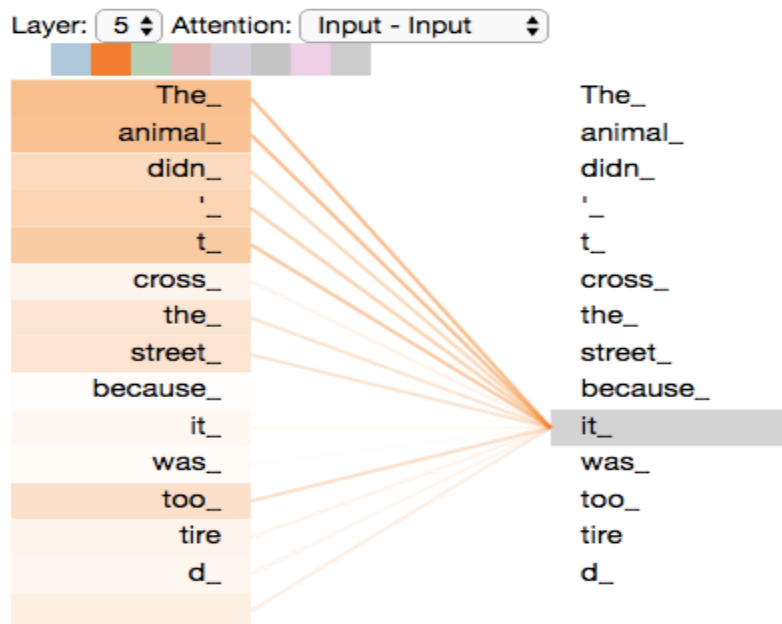 Layer: 5 Attention: Input - Input
The_ The_
animal_ animal_
didn_ didn_
'_ '_
t_ t_
cross_ cross_
the_ the_
street_ street_
because_ because_
it_ it_
was_ was_
too_ too_
tire tire
d_ d_